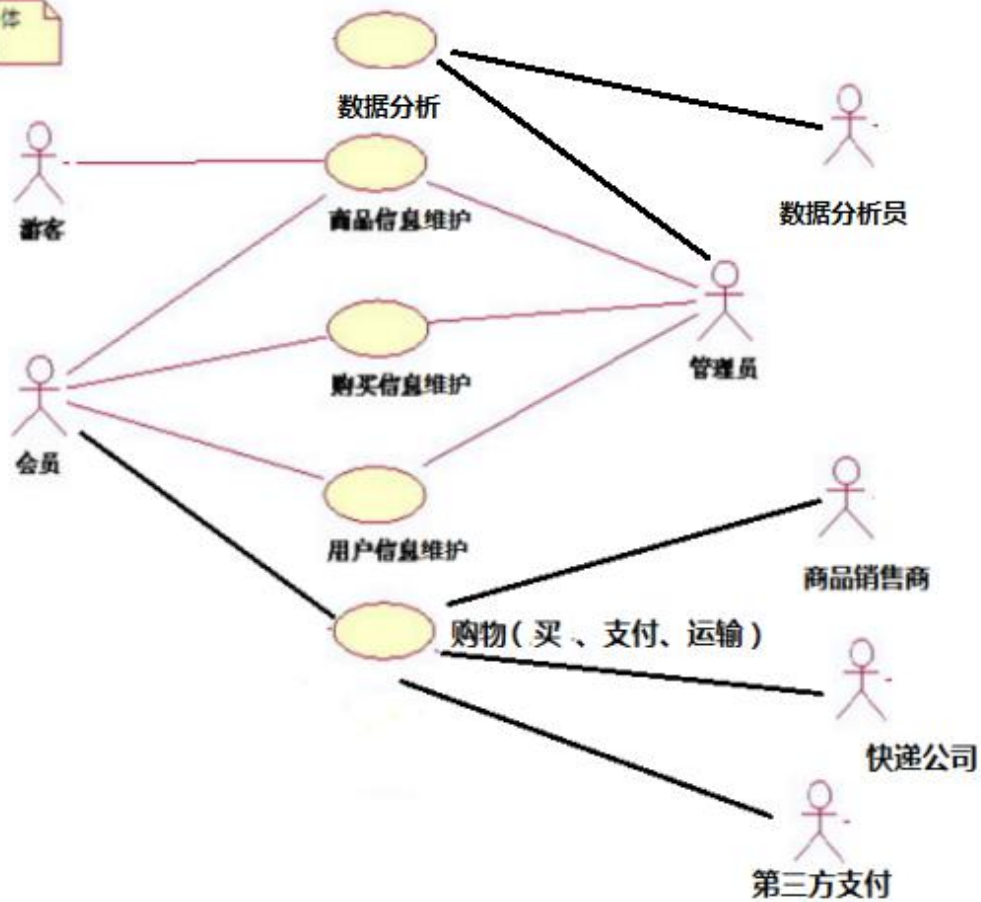 体
数据分析
数据分析员
游客
商品信息维护
管理员
购买信息维护
会员
用户信息维护
商品销售商
购物(买、支付、运输)
快递公司
第三方支付